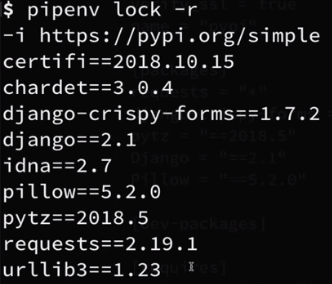 $ pipenv lock -r
-i https://pypi.org/simple
certifi==2018.10.15
chardet==3.0.4
django-crispy-forms==1.7.2
django==2.1
idna==2.7
pillow==5.2.0
pytz==2018.5
requests==2.19.1
urllib3==1.23